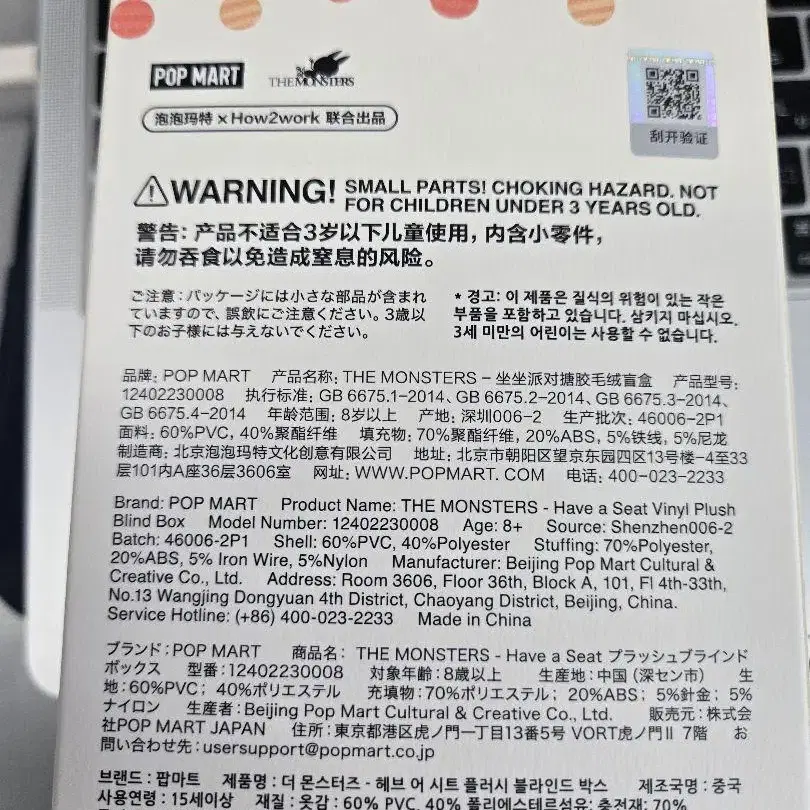 POP MART THE MONSTERS
泡泡玛特 × How2work 联合出品
刮开验证
WARNING! SMALL PARTS! CHOKING HAZARD. NOT
FOR CHILDREN UNDER 3 YEARS OLD.
警告: 产品不适合3岁以下儿童使用，内含小零件，
请勿吞食以免造成窒息的风险。
ご注意：パッケージには小さな部品が含まれ
ていますので、誤飲にご注意ください。3歳以
下のお子様には与えないでください。
* 경고: 이 제품은 질식의 위험이 있는 작은
부품을 포함하고 있습니다. 삼키지 마십시오.
3세 미만의 어린이는 사용할 수 없습니다.
品牌: POP MART 产品名称: THE MONSTERS – 坐坐派对搪胶毛绒盲盒 产品型号:
12402230008 执行标准: GB 6675.1-2014、GB 6675.2-2014、GB 6675.3-2014、
GB 6675.4-2014 年龄范围: 8岁以上 产地: 深圳006-2 生产批次: 46006-2P1
面料: 60%PVC, 40%聚酯纤维 填充物: 70%聚酯纤维, 20%ABS, 5%铁线, 5%尼龙
制造商: 北京泡泡玛特文化创意有限公司 地址: 北京市朝阳区望京东园四区13号楼-4至33
层101内A座36层3606室 网址: WWW.POPMART. COM 电话: 400-023-2233
Brand: POP MART Product Name: THE MONSTERS - Have a Seat Vinyl Plush
Blind Box Model Number: 12402230008 Age: 8+ Source: Shenzhen006-2
Batch: 46006-2P1 Shell: 60%PVC, 40%Polyester Stuffing: 70%Polyester,
20%ABS, 5% Iron Wire, 5%Nylon Manufacturer: Beijing Pop Mart Cultural &
Creative Co., Ltd. Address: Room 3606, Floor 36th, Block A, 101, Fl 4th-33th,
No.13 Wangjing Dongyuan 4th District, Chaoyang District, Beijing, China.
Service Hotline: (+86) 400-023-2233 Made in China
ブランド：POP MART 商品名： THE MONSTERS - Have a Seat プラッシュブラインド
ボックス 型番：12402230008 対象年齢：8歳以上 生産地：中国 (深セン市) 生
地：60%PVC； 40%ポリエステル 充填物：70%ポリエステル； 20%ABS； 5%針金； 5%
ナイロン 生産者：Beijing Pop Mart Cultural & Creative Co., Ltd. 販売元：株式会
社POP MART JAPAN 住所：東京都港区虎ノ門一丁目13番5号 VORT虎ノ門Ⅱ 7階 お
問い合わせ先：usersupport@popmart.co.jp
브랜드 : 팝마트 제품명 : 더 몬스터즈 - 헤브 어 시트 플러시 블라인드 박스 제조국명 : 중국
사용연령 : 15세이상 재질 : 옷감 : 60% PVC, 40% 폴리에스테르섬유; 충전재: 70%